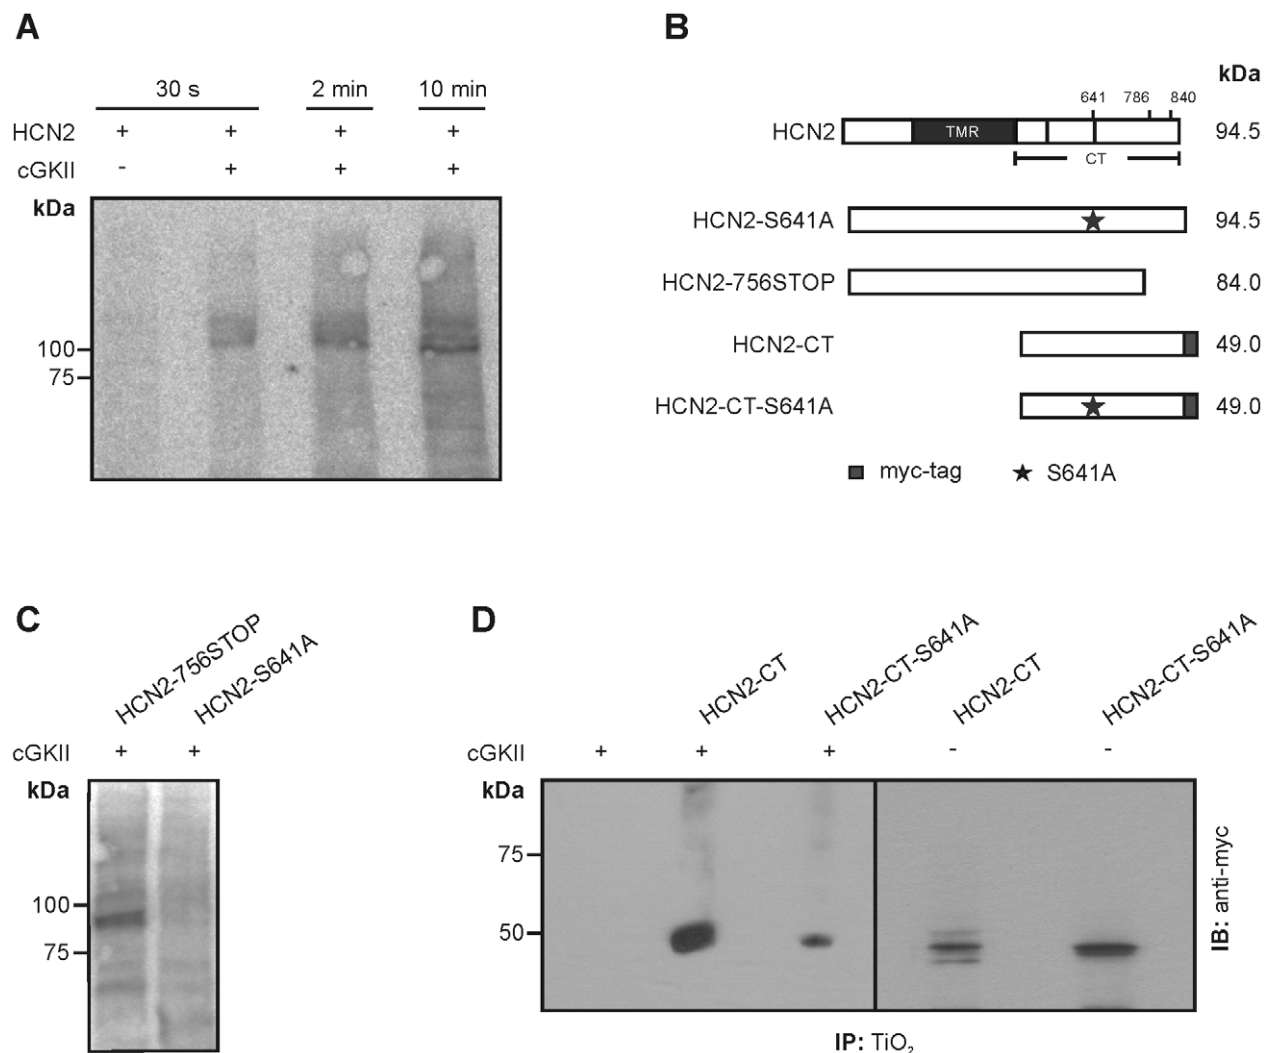 A
30 s
2 min
10 min
HCN2 + + + +
cGKII - + + +
kDa
100
75
B
kDa
641 786 840
HCN2 TMR 94.5
CT
HCN2-S641A 94.5
HCN2-756STOP 84.0
HCN2-CT 49.0
HCN2-CT-S641A 49.0
myc-tag
S641A
C
HCN2-756STOP
HCN2-S641A
cGKII + +
kDa
100
75
D
HCN2-CT
HCN2-CT-S641A
HCN2-CT
HCN2-CT-S641A
cGKII + + + - -
kDa
75
50
IB: anti-myc
IP: TiO₂